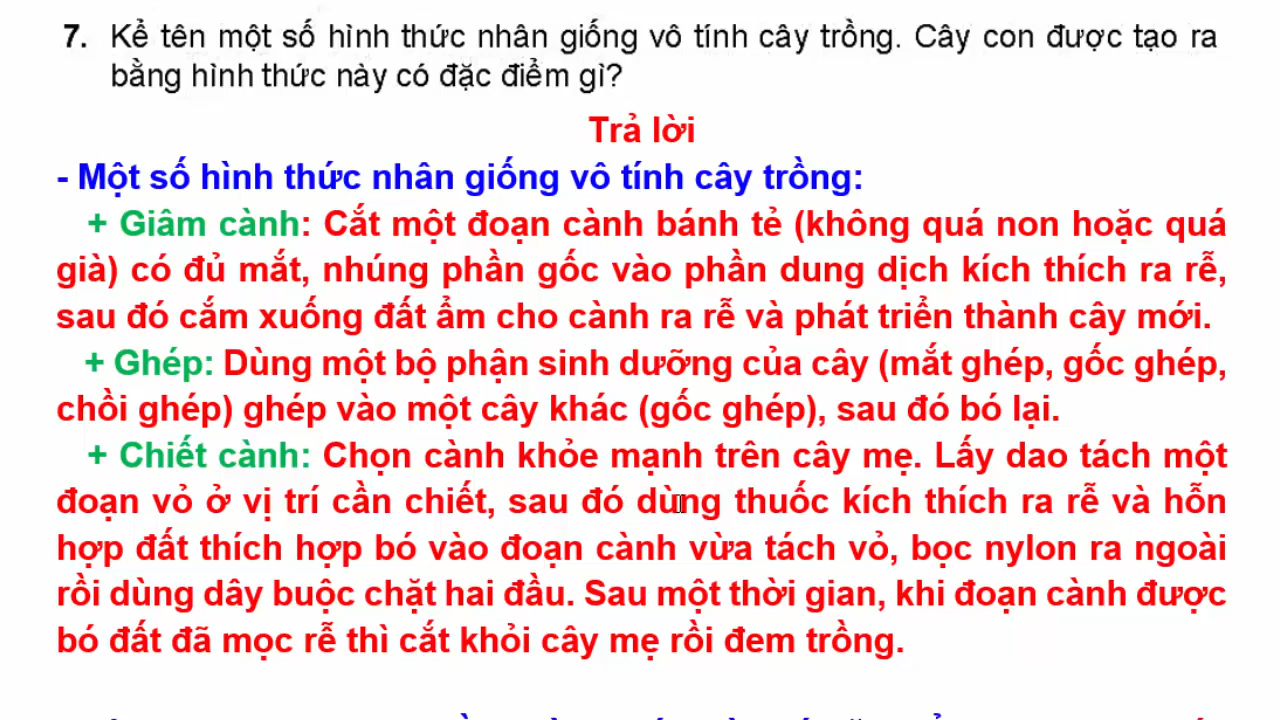 7. Kể tên một số hình thức nhân giống vô tính cây trồng. Cây con được tạo ra
bằng hình thức này có đặc điểm gì?
Trả lời
- Một số hình thức nhân giống vô tính cây trồng:
+ Giâm cành: Cắt một đoạn cành bánh tẻ (không quá non hoặc quá
già) có đủ mắt, nhúng phần gốc vào phần dung dịch kích thích ra rễ,
sau đó cắm xuống đất ẩm cho cành ra rễ và phát triển thành cây mới.
+ Ghép: Dùng một bộ phận sinh dưỡng của cây (mắt ghép, gốc ghép,
chồi ghép) ghép vào một cây khác (gốc ghép), sau đó bó lại.
+ Chiết cành: Chọn cành khỏe mạnh trên cây mẹ. Lấy dao tách một
đoạn vỏ ở vị trí cần chiết, sau đó dùng thuốc kích thích ra rễ và hỗn
hợp đất thích hợp bó vào đoạn cành vừa tách vỏ, bọc nylon ra ngoài
rồi dùng dây buộc chặt hai đầu. Sau một thời gian, khi đoạn cành được
bó đất đã mọc rễ thì cắt khỏi cây mẹ rồi đem trồng.